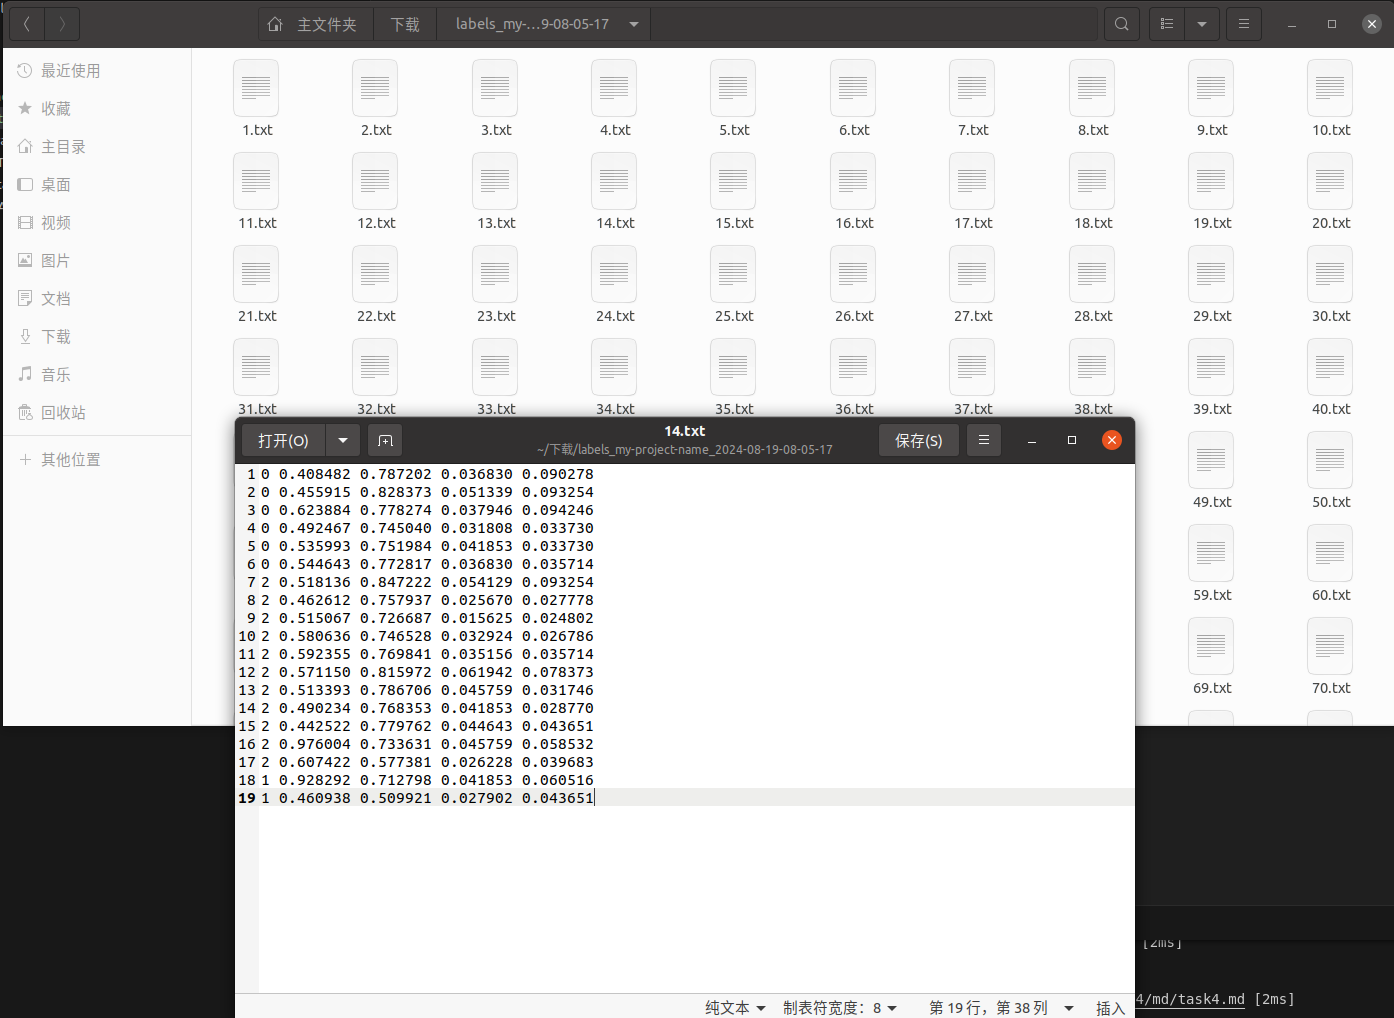 主文件夹 下载 labels_my-…9-08-05-17
最近使用
收藏
主目录
桌面
视频
图片
文档
下载
音乐
回收站
其他位置
1.txt 2.txt 3.txt 4.txt 5.txt 6.txt 7.txt 8.txt 9.txt 10.txt
11.txt 12.txt 13.txt 14.txt 15.txt 16.txt 17.txt 18.txt 19.txt 20.txt
21.txt 22.txt 23.txt 24.txt 25.txt 26.txt 27.txt 28.txt 29.txt 30.txt
31.txt 32.txt 33.txt 34.txt 35.txt 36.txt 37.txt 38.txt 39.txt 40.txt
49.txt 50.txt
59.txt 60.txt
69.txt 70.txt
打开(O) 14.txt 保存(S)
~/下载/labels_my-project-name_2024-08-19-08-05-17
1 0 0.408482 0.787202 0.036830 0.090278
2 0 0.455915 0.828373 0.051339 0.093254
3 0 0.623884 0.778274 0.037946 0.094246
4 0 0.492467 0.745040 0.031808 0.033730
5 0 0.535993 0.751984 0.041853 0.033730
6 0 0.544643 0.772817 0.036830 0.035714
7 2 0.518136 0.847222 0.054129 0.093254
8 2 0.462612 0.757937 0.025670 0.027778
9 2 0.515067 0.726687 0.015625 0.024802
10 2 0.580636 0.746528 0.032924 0.026786
11 2 0.592355 0.769841 0.035156 0.035714
12 2 0.571150 0.815972 0.061942 0.078373
13 2 0.513393 0.786706 0.045759 0.031746
14 2 0.490234 0.768353 0.041853 0.028770
15 2 0.442522 0.779762 0.044643 0.043651
16 2 0.976004 0.733631 0.045759 0.058532
17 2 0.607422 0.577381 0.026228 0.039683
18 1 0.928292 0.712798 0.041853 0.060516
19 1 0.460938 0.509921 0.027902 0.043651
纯文本 制表符宽度：8 第 19 行，第 38 列 插入
[2ms]
4/md/task4.md [2ms]